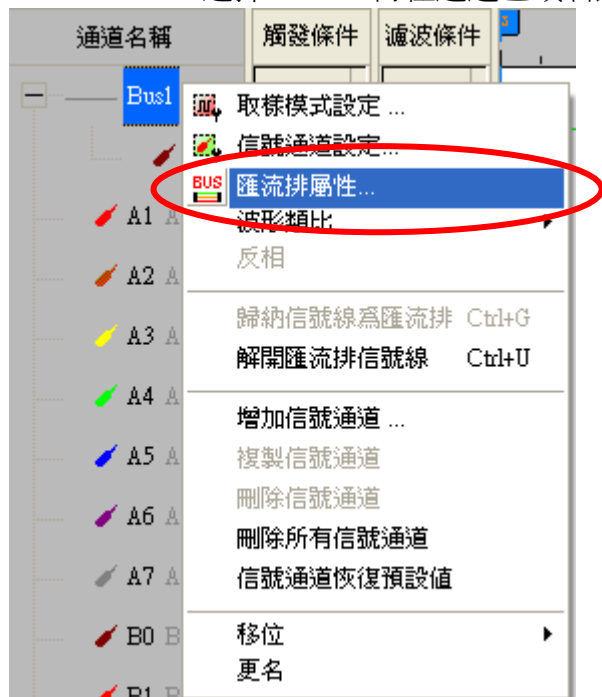 通道名稱
觸發條件
濾波條件
Bus1
取樣模式設定 ...
信號通道設定...
BUS 匯流排屬性...
波形類比
反相
歸納信號線為匯流排 Ctrl+G
解開匯流排信號線 Ctrl+U
增加信號通道 ...
複製信號通道
刪除信號通道
刪除所有信號通道
信號通道恢復預設值
移位
更名
A1 A
A2 A
A3 A
A4 A
A5 A
A6 A
A7 A
B0 B
B1 B